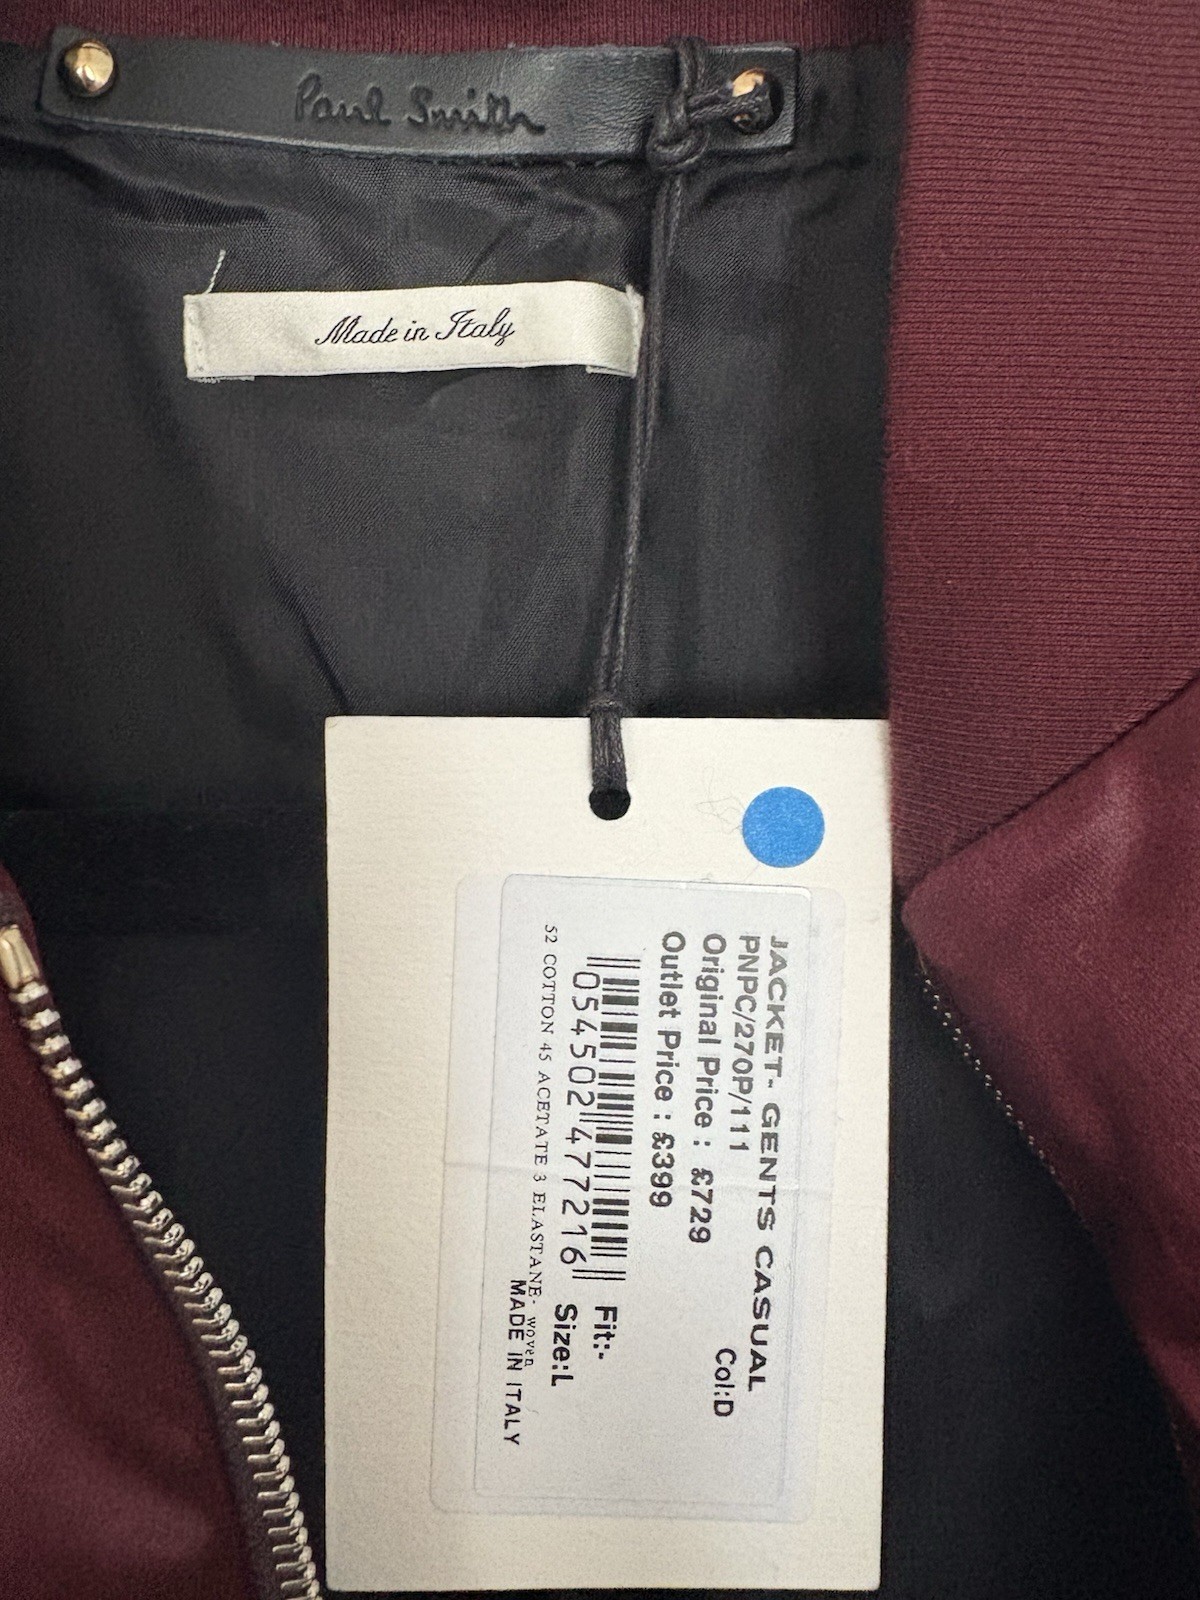 Paul Smith
Made in Italy
JACKET- GENTS CASUAL
PNPC/270P/111 Col:D
Original Price : £729
Outlet Price : £399
Fit:-
054502477216 Size:L
52 COTTON 45 ACETATE 3 ELASTANE- woven
MADE IN ITALY